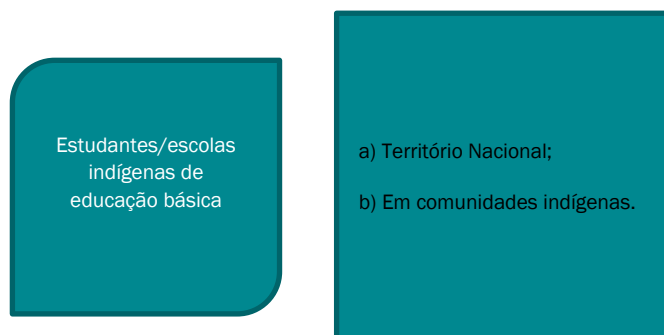 Estudantes/escolas
indígenas de
educação básica
a) Território Nacional;
b) Em comunidades indígenas.